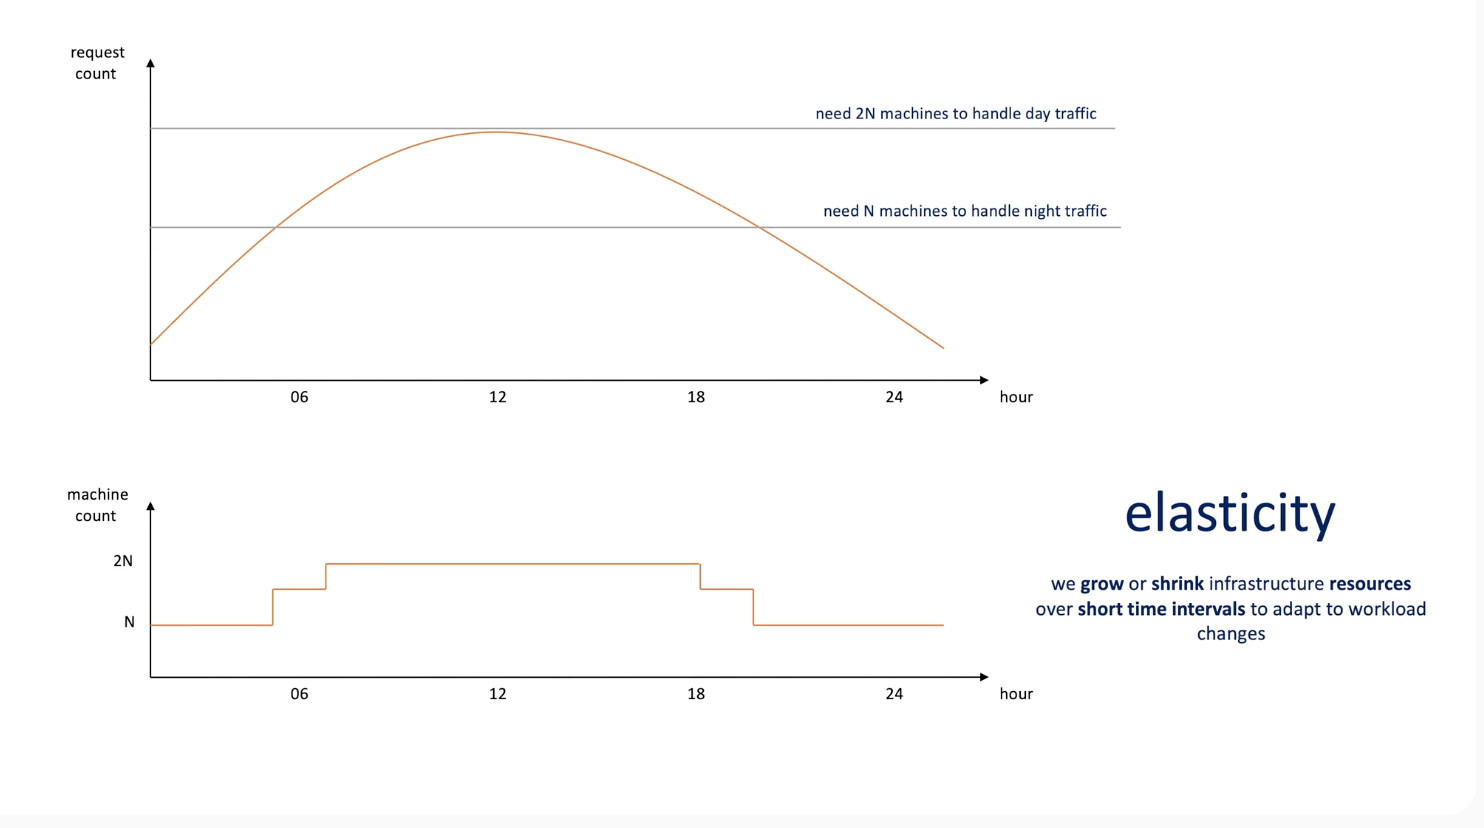 request
count
need 2N machines to handle day traffic
need N machines to handle night traffic
06
12
18
24
hour
machine
count
2N
N
06
12
18
24
hour
elasticity
we grow or shrink infrastructure resources
over short time intervals to adapt to workload
changes